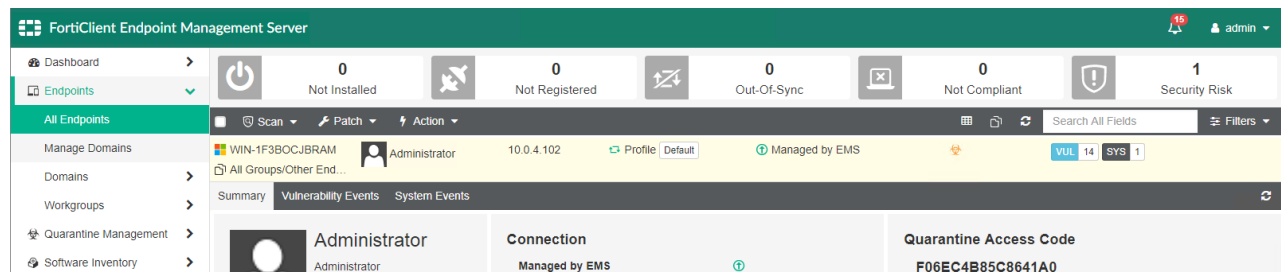 FortiClient Endpoint Management Server 15 admin
Dashboard
Endpoints
All Endpoints
Manage Domains
Domains
Workgroups
Quarantine Management
Software Inventory
0 0 0 0 1
Not Installed Not Registered Out-Of-Sync Not Compliant Security Risk
Scan Patch Action Search All Fields Filters
WIN-1F3BOCJBRAM Administrator 10.0.4.102 Profile Default Managed by EMS VUL 14 SYS 1
All Groups/Other End...
Summary Vulnerability Events System Events
Administrator Connection Quarantine Access Code
Administrator Managed by EMS F06EC4B85C8641A0